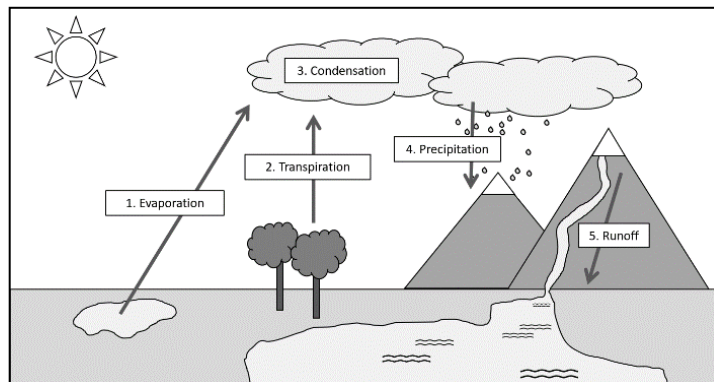 1. Evaporation
2. Transpiration
3. Condensation
4. Precipitation
5. Runoff